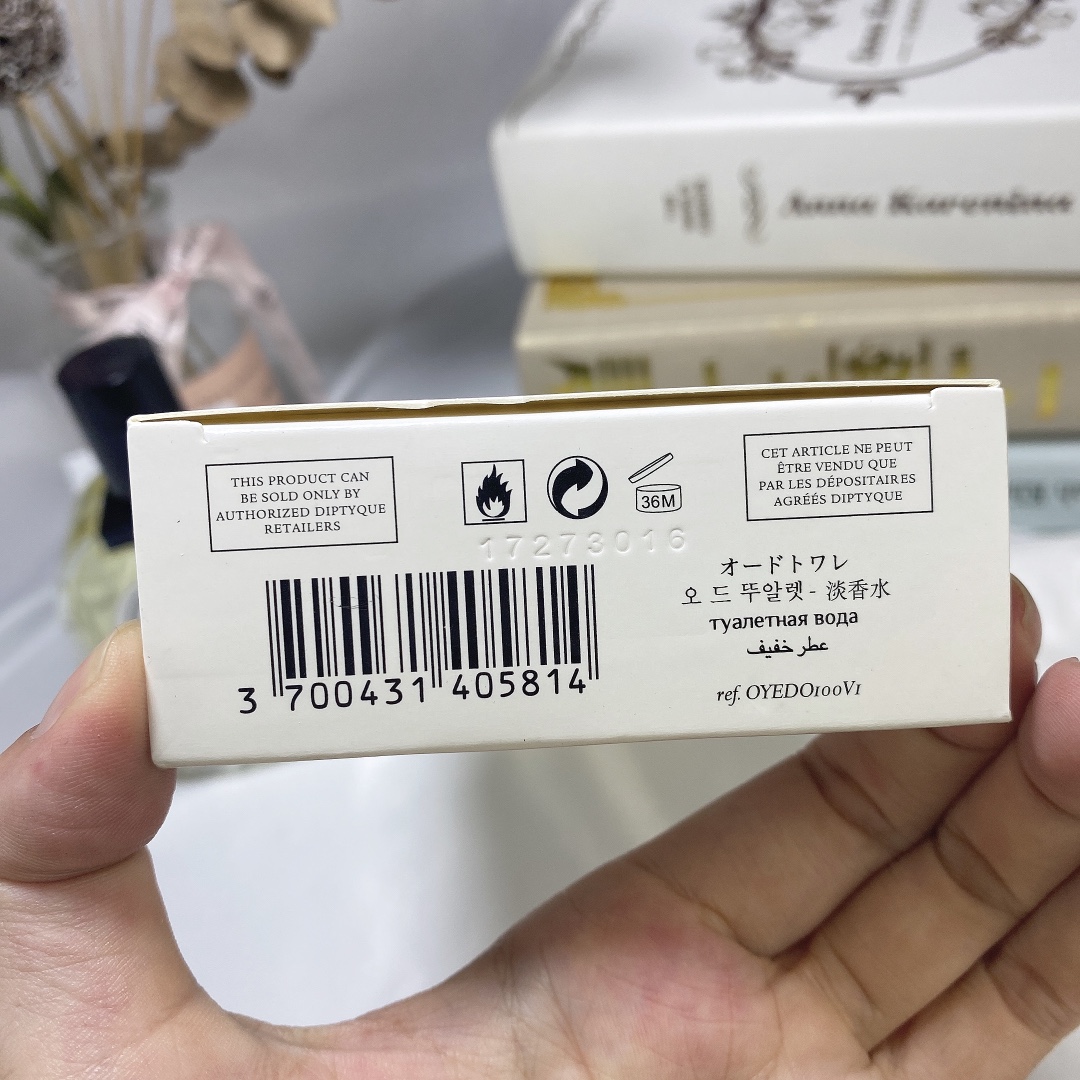 Anna Karenina
THIS PRODUCT CAN
BE SOLD ONLY BY
AUTHORIZED DIPTYQUE
RETAILERS
36M
CET ARTICLE NE PEUT
ÊTRE VENDU QUE
PAR LES DÉPOSITAIRES
AGRÉÉS DIPTYQUE
17273016
3 700431 405814
オードトワレ
오 드 뚜알렛 - 淡香水
туалетная вода
عطر خفيف
ref. OYEDO100V1